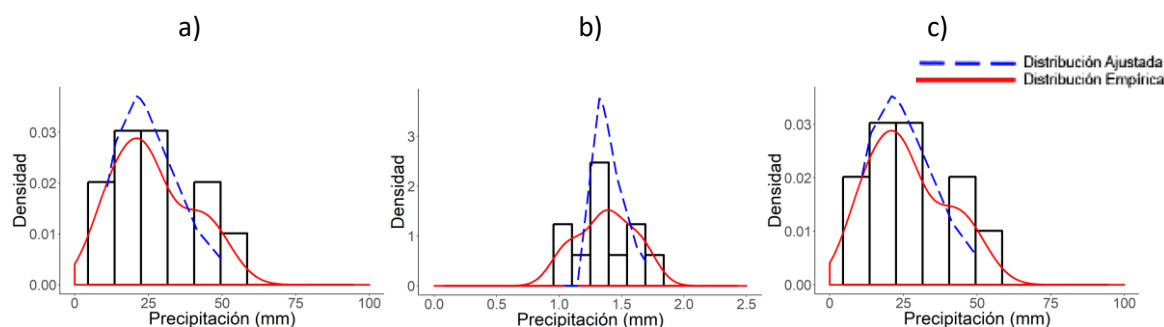 a)
b)
c)
Distribución Ajustada
Distribución Empírica
Densidad
0.03
0.02
0.01
0.00
0
25
50
75
100
Precipitación (mm)
Densidad
3
2
1
0
0.0
0.5
1.0
1.5
2.0
2.5
Precipitación (mm)
Densidad
0.03
0.02
0.01
0.00
0
25
50
75
100
Precipitación (mm)